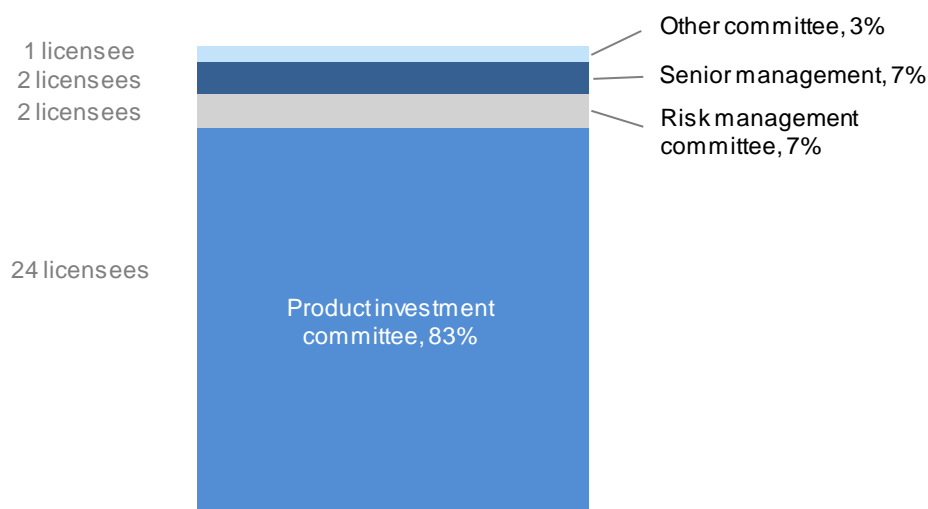 1 licensee
2 licensees
2 licensees
24 licensees
Other committee, 3%
Senior management, 7%
Risk management
committee, 7%
Product investment
committee, 83%